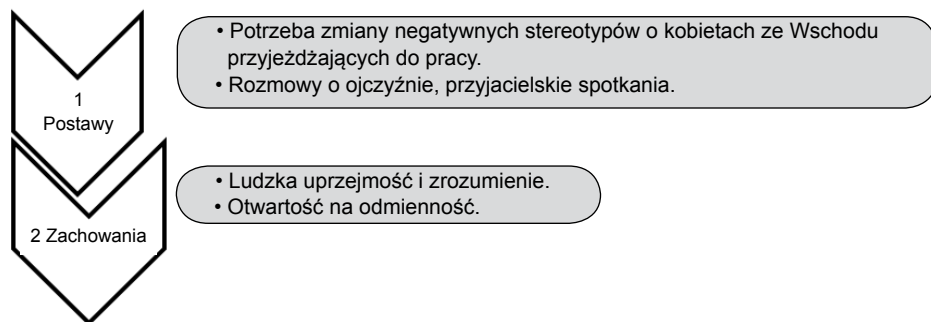 1
Postawy
• Potrzeba zmiany negatywnych stereotypów o kobietach ze Wschodu
przyjeżdżających do pracy.
• Rozmowy o ojczyźnie, przyjacielskie spotkania.
2 Zachowania
• Ludzka uprzejmość i zrozumienie.
• Otwartość na odmienność.